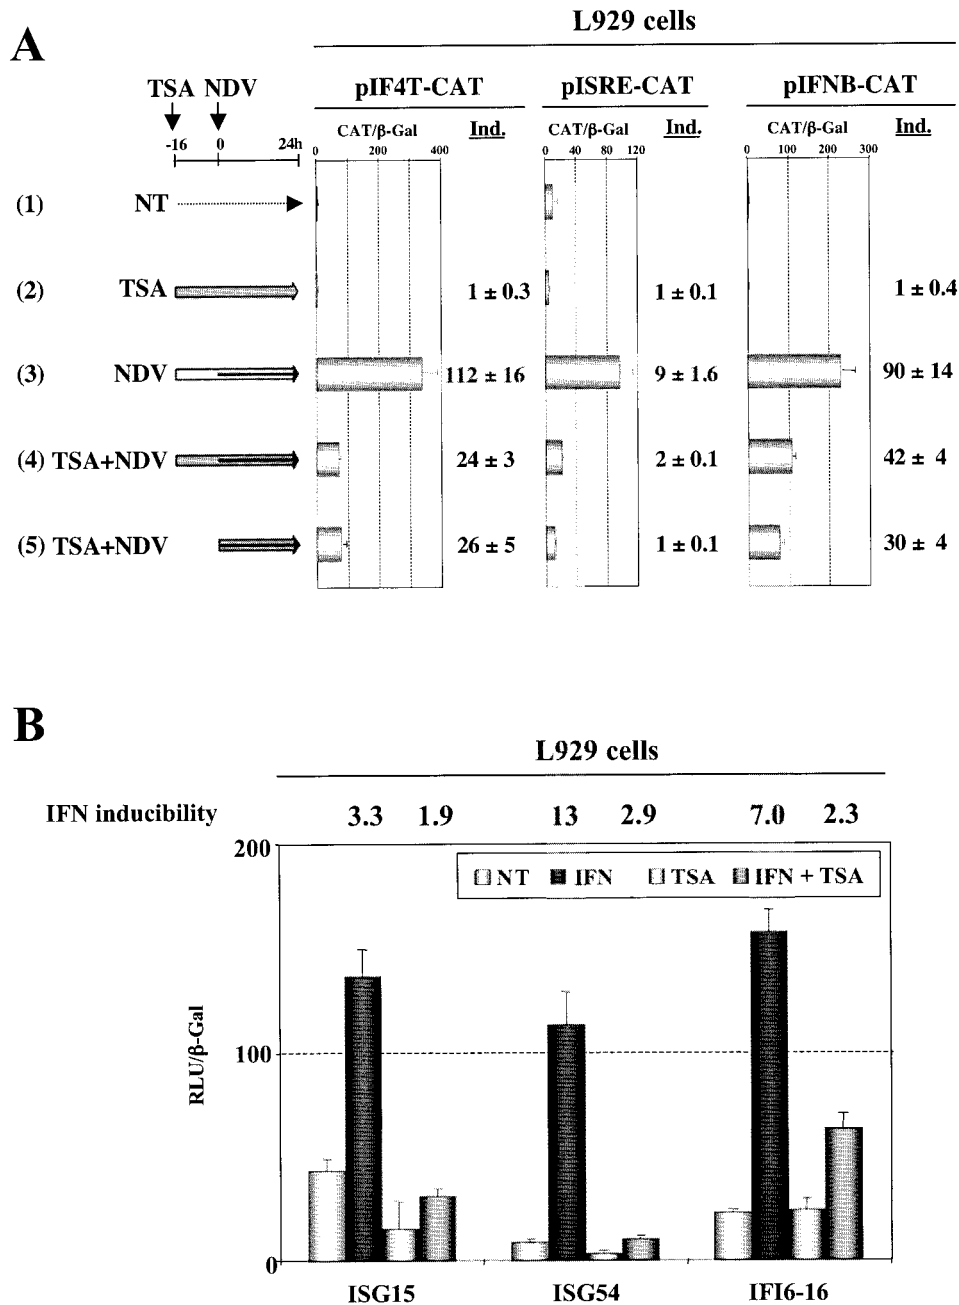 A
L929 cells
TSA NDV
pIF4T-CAT pISRE-CAT pIFNB-CAT
CAT/β-Gal Ind. CAT/β-Gal Ind. CAT/β-Gal Ind.
-16 0 24h 0 200 400 0 40 80 120 0 100 200 300
(1) NT
(2) TSA 1 ± 0.3 1 ± 0.1 1 ± 0.4
(3) NDV 112 ± 16 9 ± 1.6 90 ± 14
(4) TSA+NDV 24 ± 3 2 ± 0.1 42 ± 4
(5) TSA+NDV 26 ± 5 1 ± 0.1 30 ± 4
B
L929 cells
IFN inducibility 3.3 1.9 13 2.9 7.0 2.3
200
NT IFN TSA IFN + TSA
RLU/β-Gal
100
0
ISG15 ISG54 IFI6-16